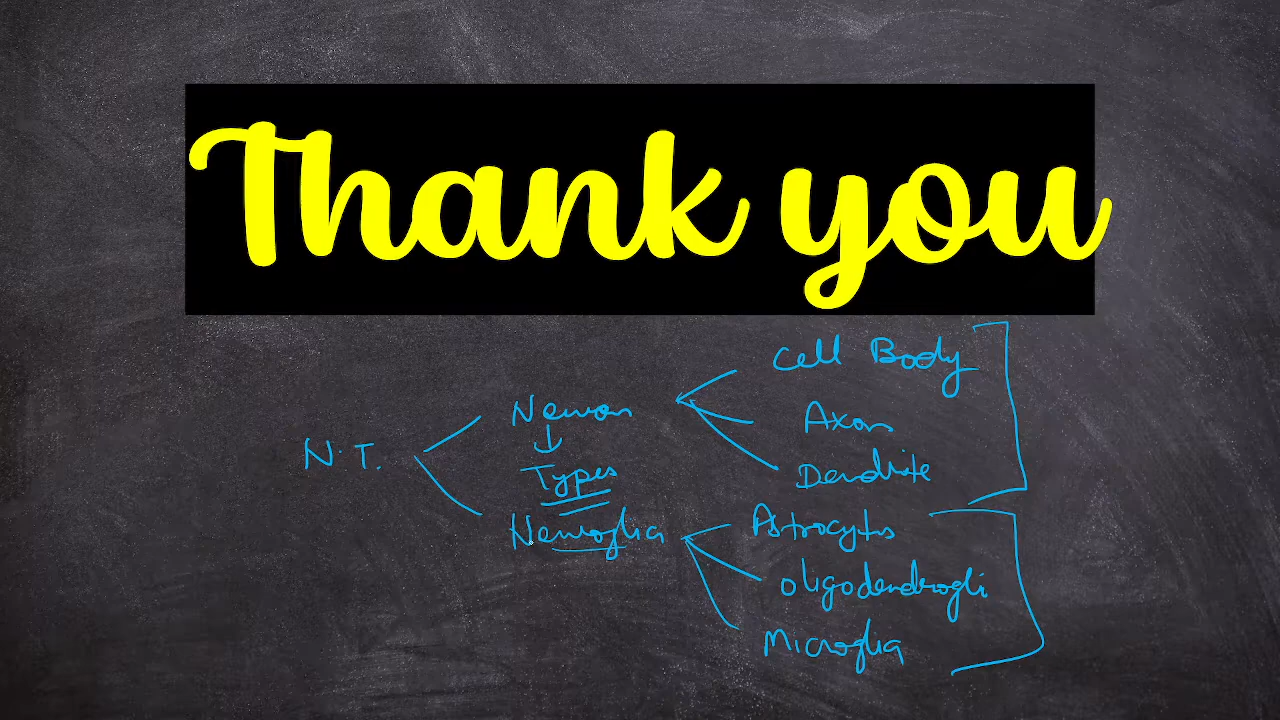 Thank you
Cell Body
Neuron
Axon
N.T.
Types
Dendrite
Neuroglia
Astrocytes
Oligodendrogli
Microglia